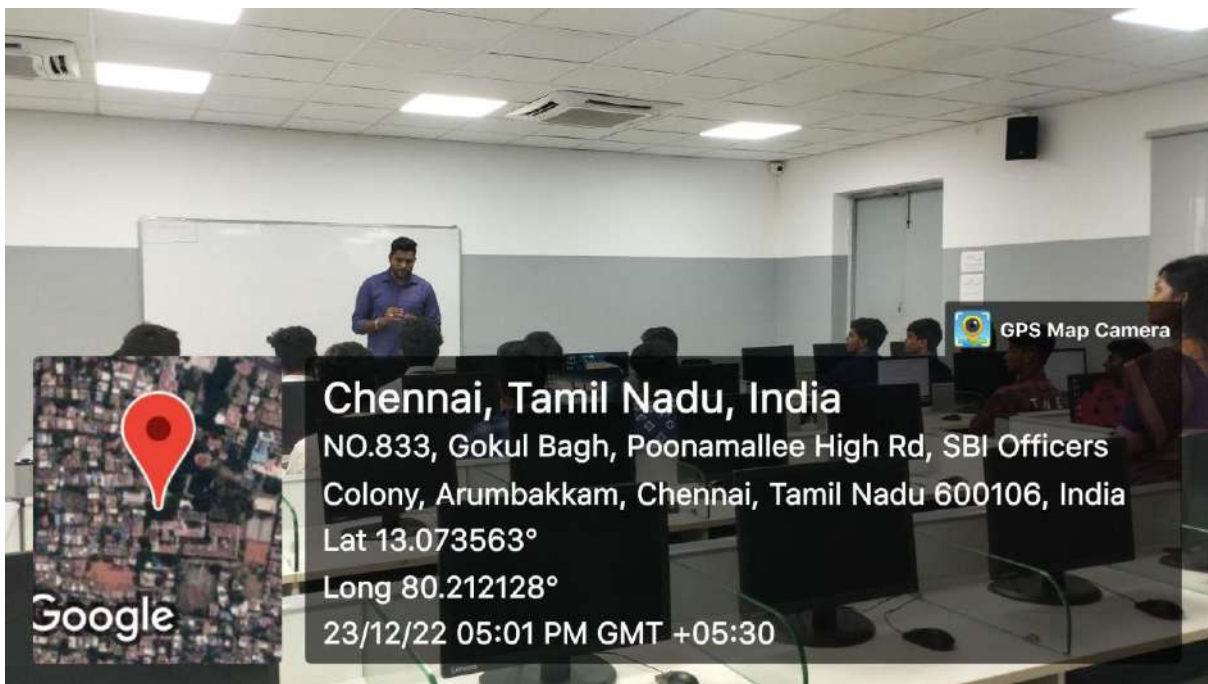 GPS Map Camera
Chennai, Tamil Nadu, India
NO.833, Gokul Bagh, Poonamallee High Rd, SBI Officers
Colony, Arumbakkam, Chennai, Tamil Nadu 600106, India
Lat 13.073563°
Long 80.212128°
23/12/22 05:01 PM GMT +05:30
Google